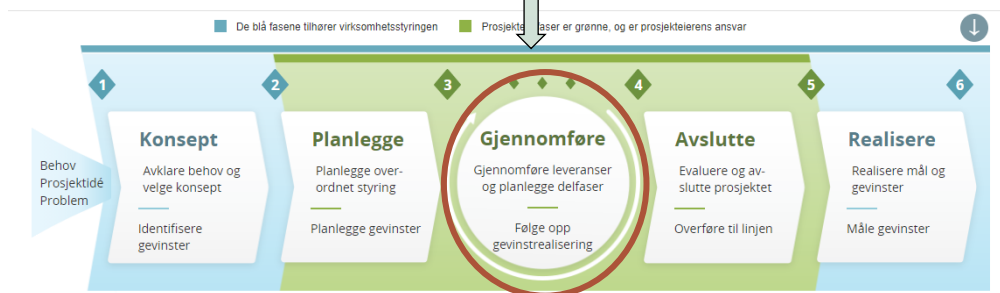 De blå fasene tilhører virksomhetsstyringen
Prosjekte faser er grønne, og er prosjekteierens ansvar
1
2
3
4
5
6
Behov
Prosjektidé
Problem
Konsept
Avklare behov og
velge konsept
Identifisere
gevinster
Planlegge
Planlegge over-
ordnet styring
Planlegge gevinster
Gjennomføre
Gjennomføre leveranser
og planlegge delfaser
Følge opp
gevinstrealisering
Avslutte
Evaluere og av-
slutte prosjektet
Overføre til linjen
Realisere
Realisere mål og
gevinster
Måle gevinster